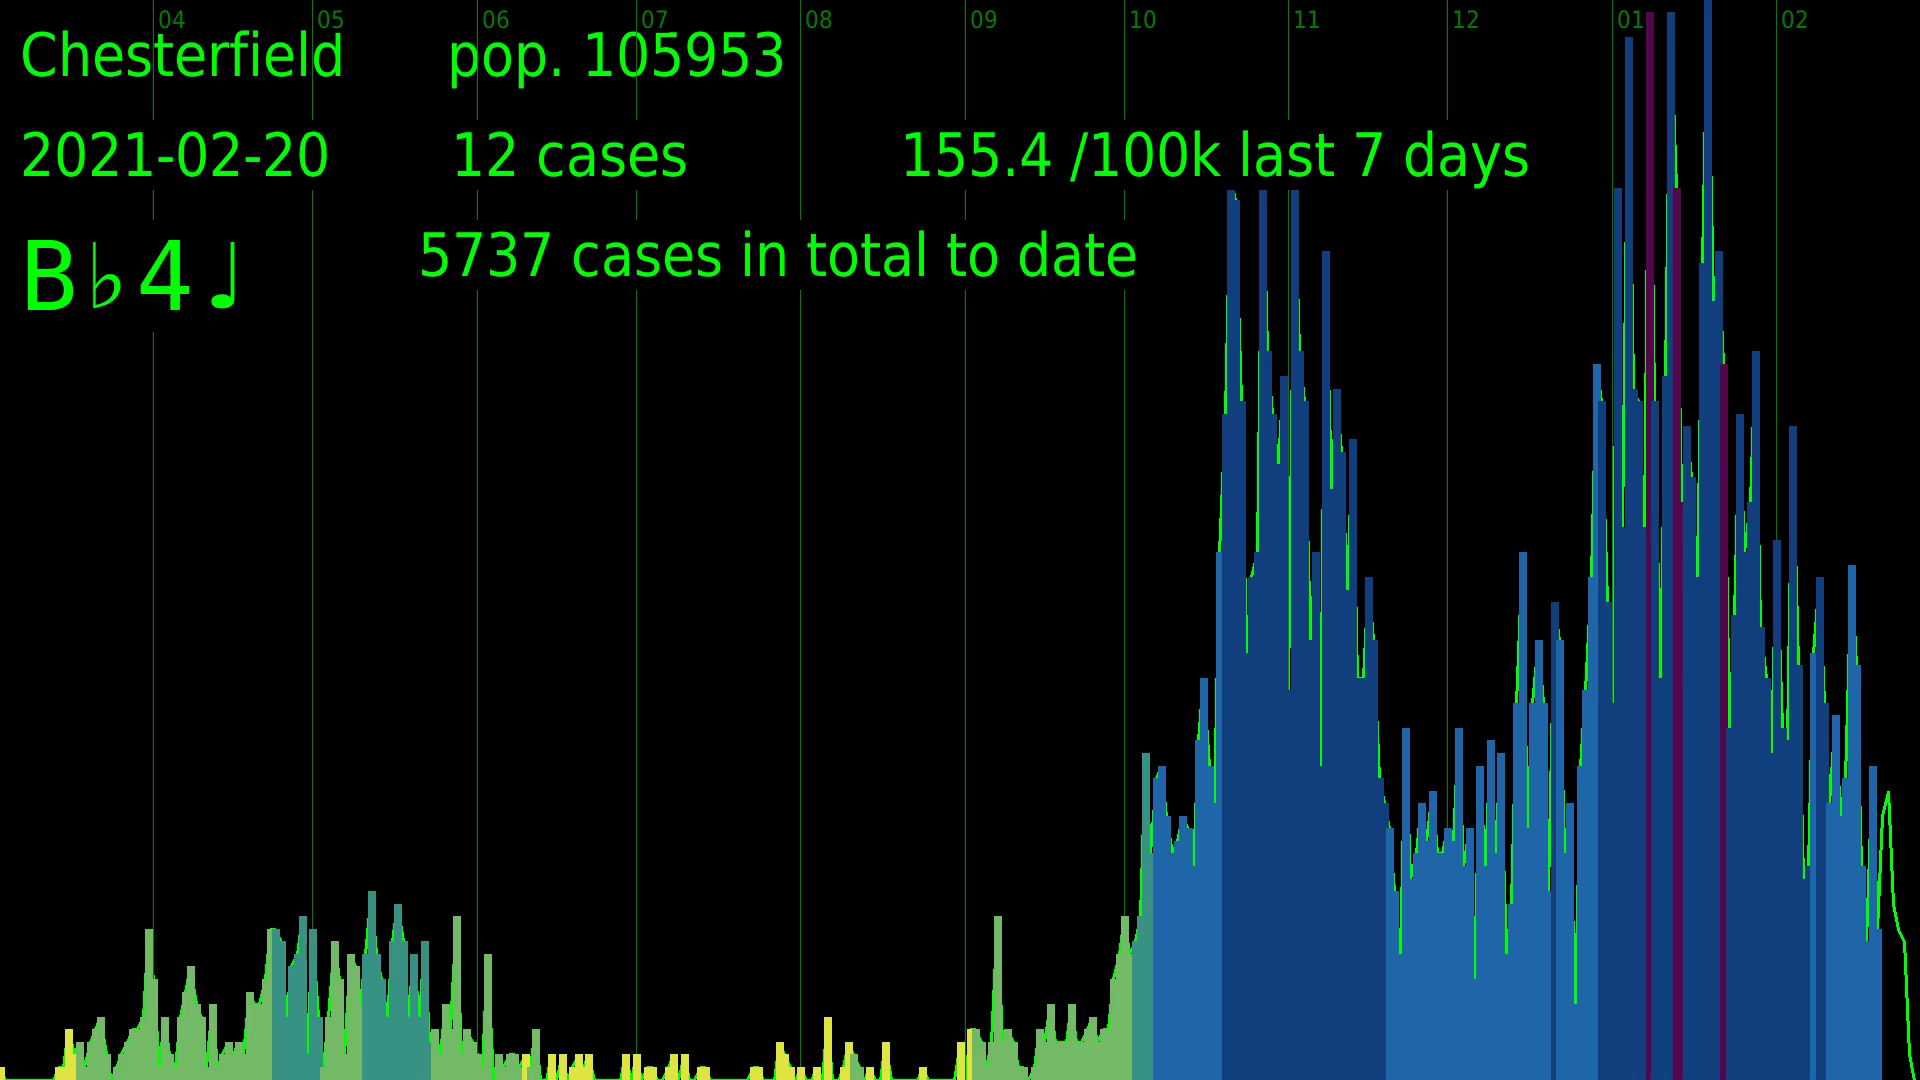 04 05 06 07 08 09 10 11 12 01 02
Chesterfield pop. 105953
2021-02-20 12 cases 155.4 /100k last 7 days
B♭4♩ 5737 cases in total to date